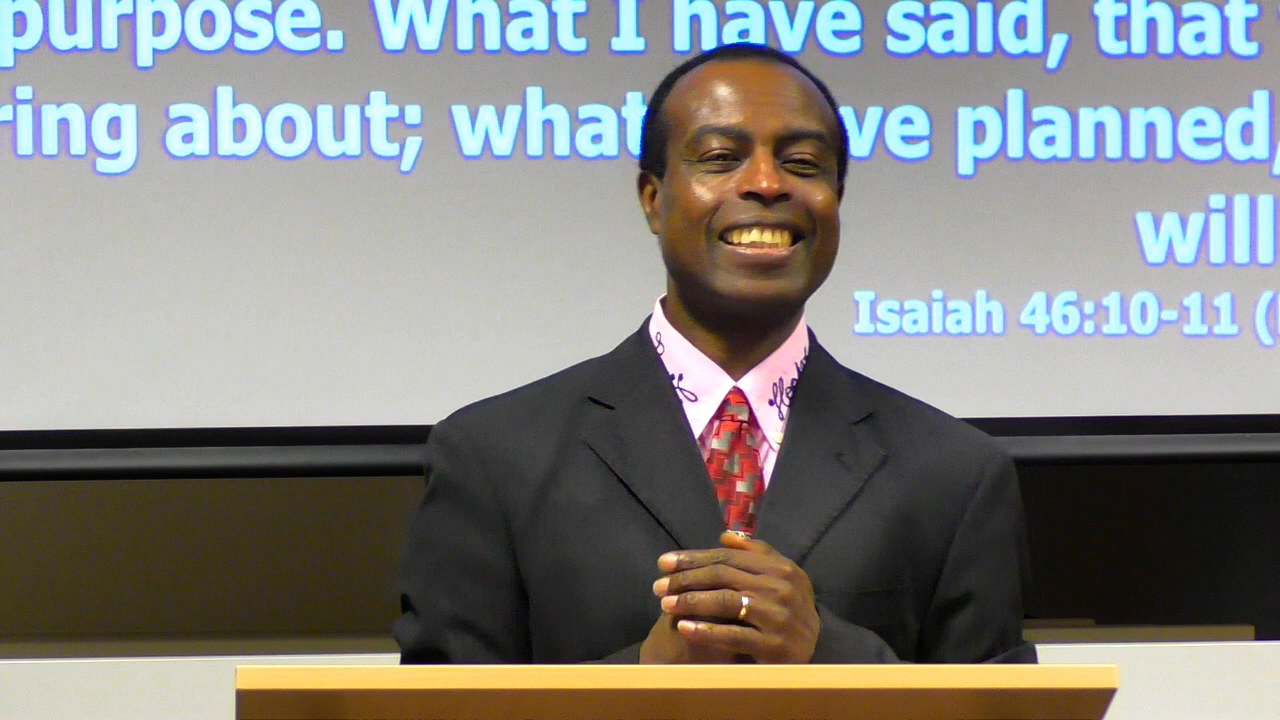 purpose. What I have said, that
ring about; what ve planned,
will
Isaiah 46:10-11 (